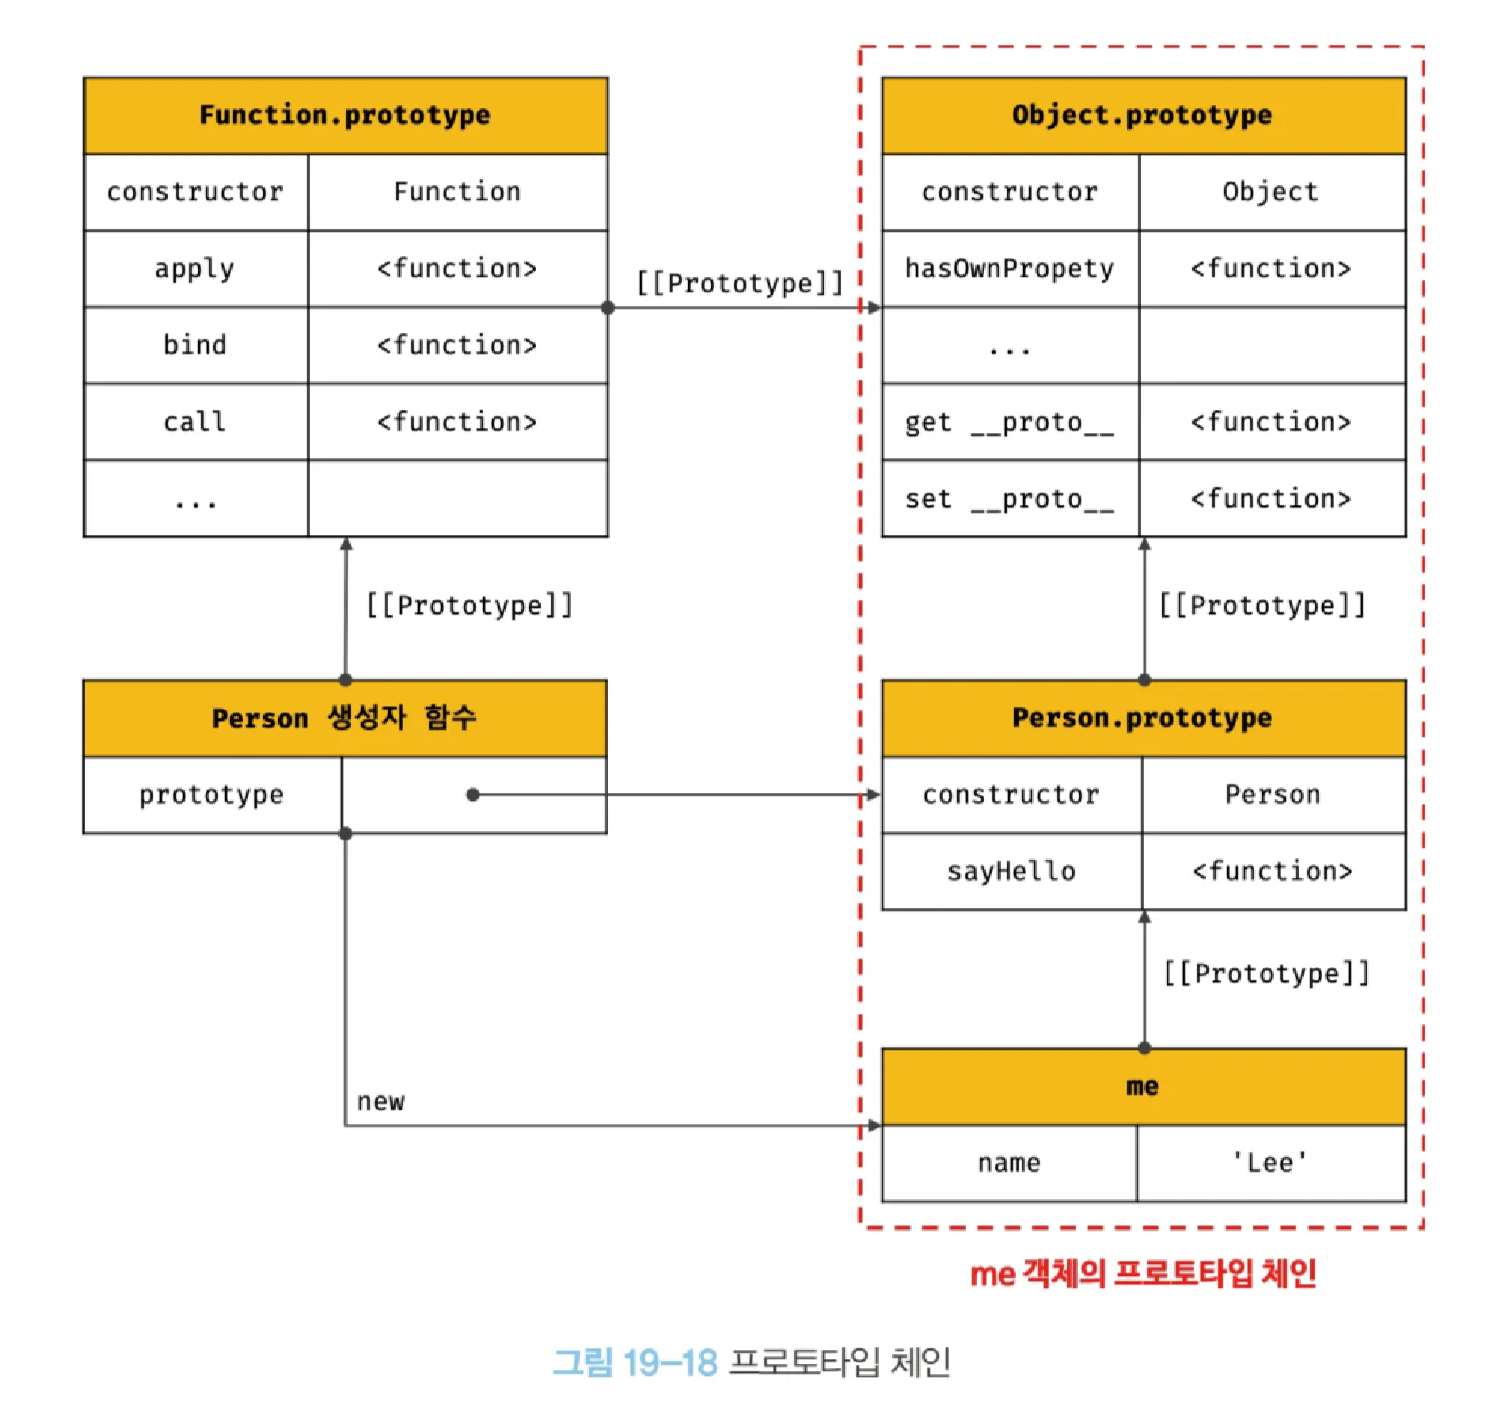 Function.prototype
constructor Function
apply <function>
bind <function>
call <function>
...
[[Prototype]]
Object.prototype
constructor Object
hasOwnPropety <function>
...
get __proto__ <function>
set __proto__ <function>
[[Prototype]]
[[Prototype]]
Person 생성자 함수
prototype
Person.prototype
constructor Person
sayHello <function>
[[Prototype]]
new
me
name 'Lee'
me 객체의 프로토타입 체인
그림 19–18 프로토타입 체인